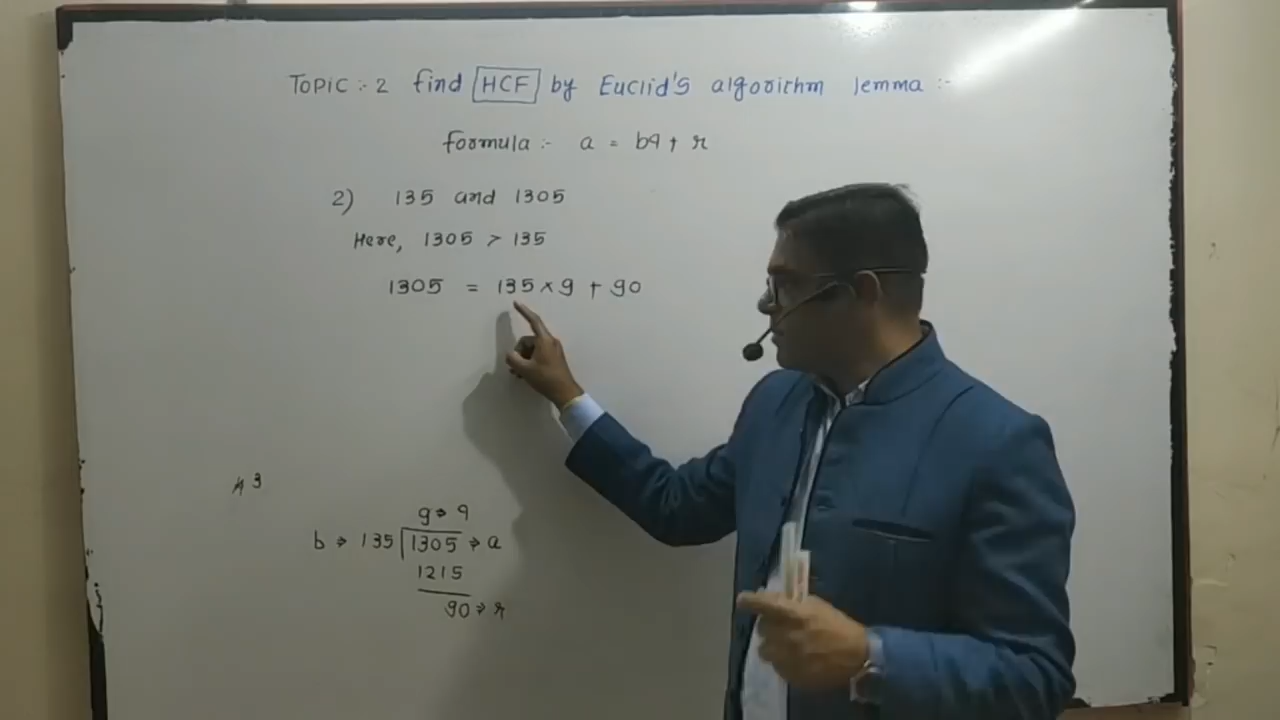 TOPIC :- 2 find HCF by Euclid's algorithm lemma :-
formula :- a = bq + r
2) 135 and 1305
Here, 1305 > 135
1305 = 135 × 9 + 90
3
9 ⇒ q
b ⇒ 135 1305 ⇒ a
1215
90 ⇒ r